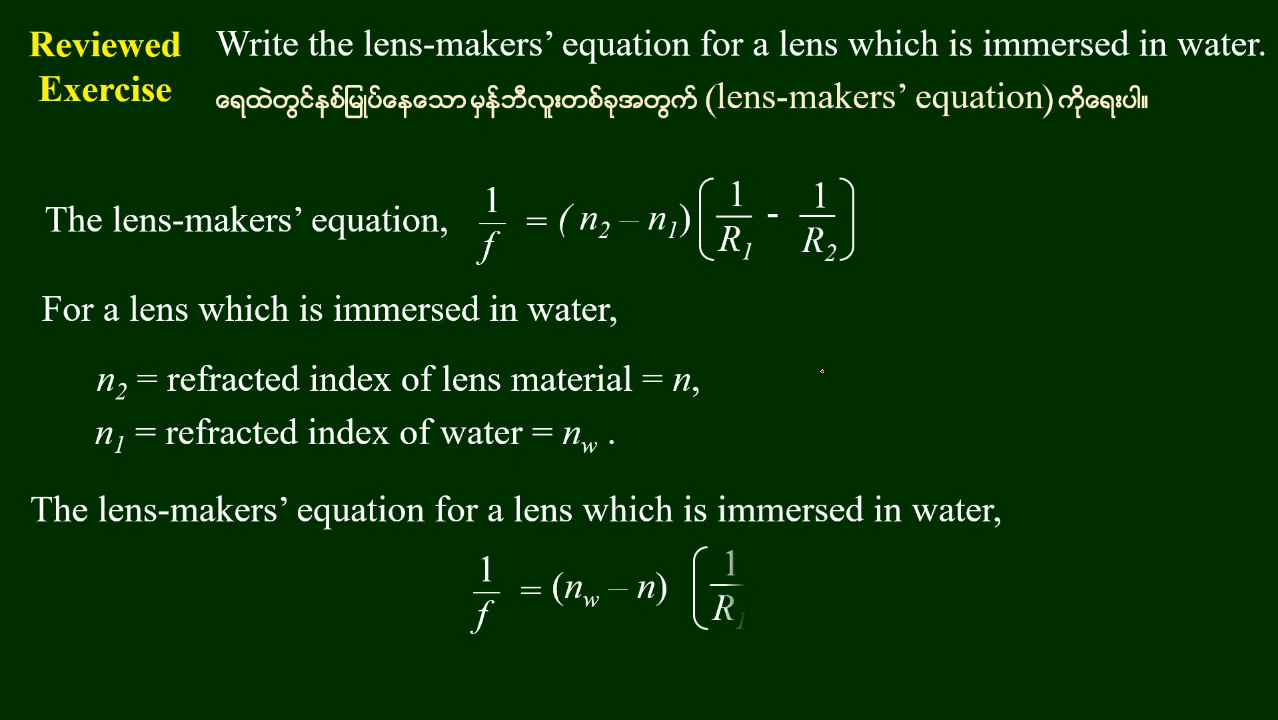 Reviewed Exercise
Write the lens-makers’ equation for a lens which is immersed in water.
ရေထဲတွင်နစ်မြှုပ်နေသော မှန်ဘီလူးတစ်ခုအတွက် (lens-makers’ equation) ကိုရေးပါ။
The lens-makers’ equation, 1/f = ( n₂ – n₁) (1/R₁ - 1/R₂)
For a lens which is immersed in water,
n₂ = refracted index of lens material = n,
n₁ = refracted index of water = n_w .
The lens-makers’ equation for a lens which is immersed in water,
1/f = (n_w – n) (1/R₁